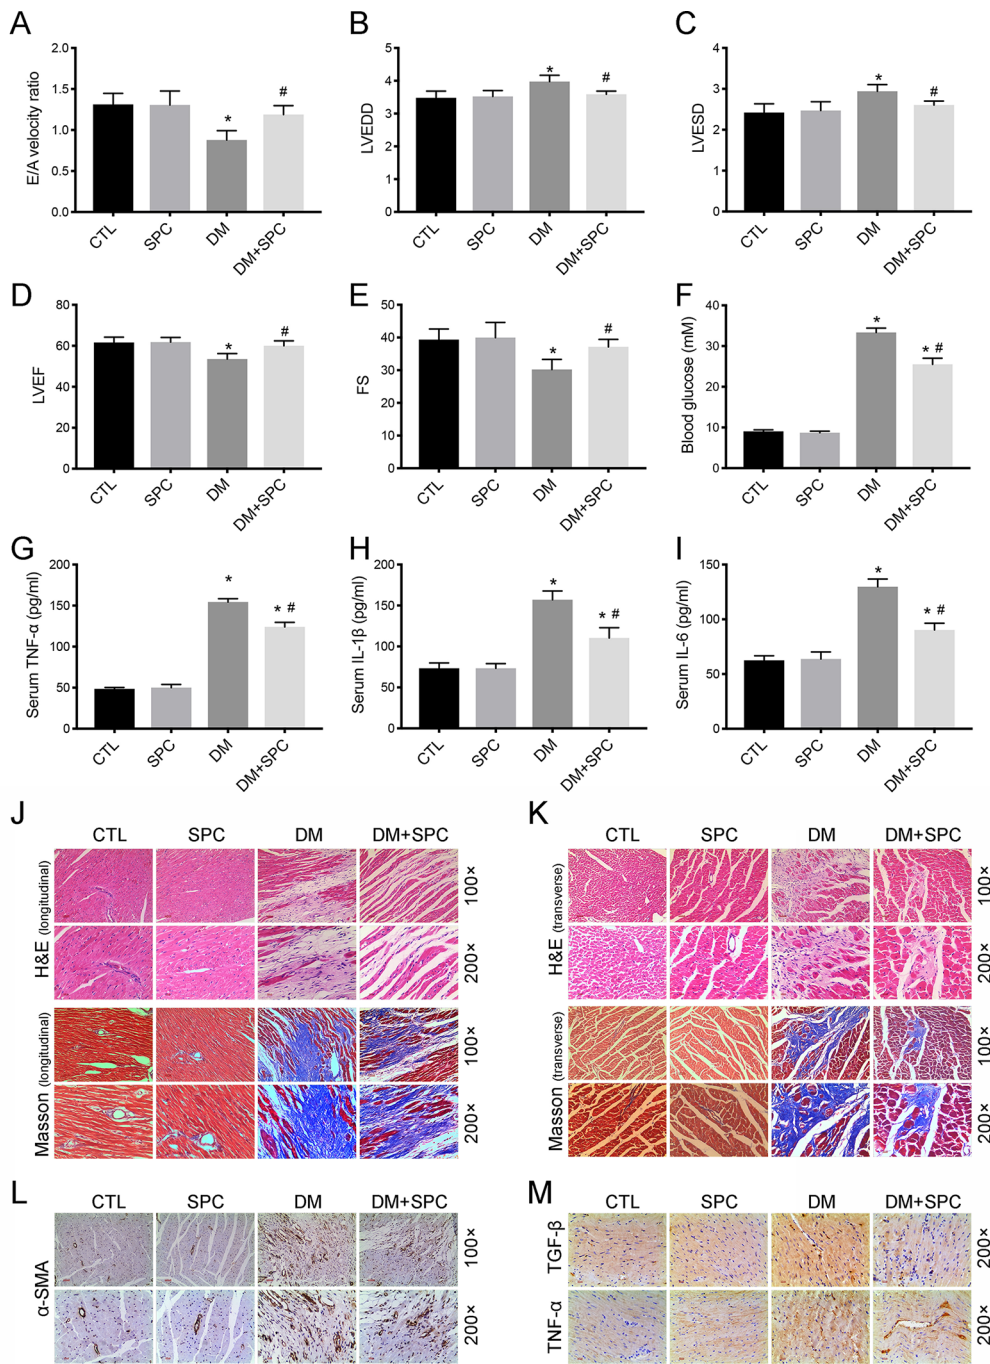 A
E/A velocity ratio
2.0
1.5
1.0
0.5
0.0
*
#
CTL
SPC
DM
DM+SPC
B
LVEDD
5
4
3
2
1
0
*
#
CTL
SPC
DM
DM+SPC
C
LVESD
4
3
2
1
0
*
#
CTL
SPC
DM
DM+SPC
D
LVEF
80
60
40
20
0
*
#
CTL
SPC
DM
DM+SPC
E
FS
50
40
30
20
10
0
*
#
CTL
SPC
DM
DM+SPC
F
Blood glucose (mM)
40
30
20
10
0
*
* #
CTL
SPC
DM
DM+SPC
G
Serum TNF-α (pg/ml)
200
150
100
50
0
*
* #
CTL
SPC
DM
DM+SPC
H
Serum IL-1β (pg/ml)
200
150
100
50
0
*
* #
CTL
SPC
DM
DM+SPC
I
Serum IL-6 (pg/ml)
150
100
50
0
*
* #
CTL
SPC
DM
DM+SPC
J
CTL SPC DM DM+SPC
H&E (longitudinal)
100×
200×
Masson (longitudinal)
100×
200×
K
CTL SPC DM DM+SPC
H&E (transverse)
100×
200×
Masson (transverse)
100×
200×
L
CTL SPC DM DM+SPC
α-SMA
100×
200×
M
CTL SPC DM DM+SPC
TGF-β
200×
TNF-α
200×